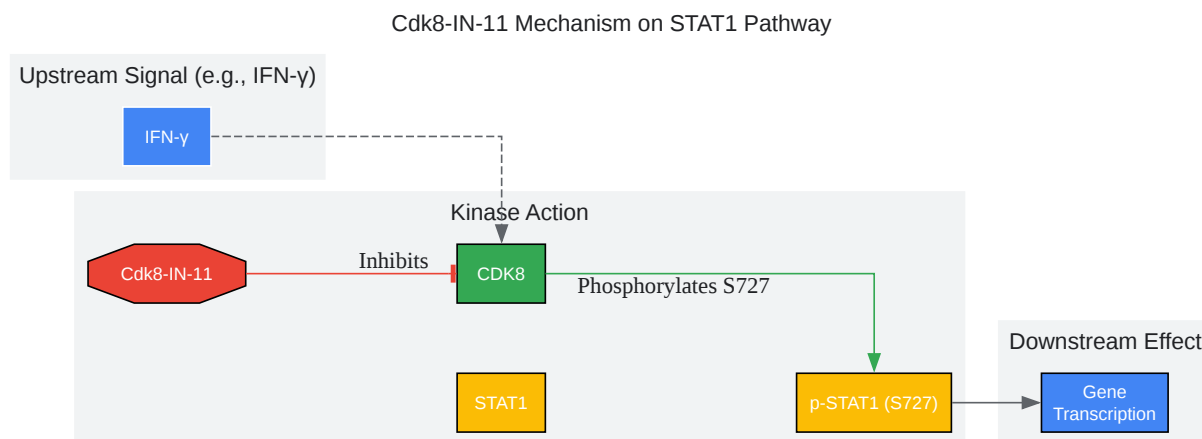 Cdk8-IN-11 Mechanism on STAT1 Pathway
Upstream Signal (e.g., IFN-γ)
IFN-γ
Kinase Action
Cdk8-IN-11
Inhibits
CDK8
Phosphorylates S727
STAT1
p-STAT1 (S727)
Downstream Effect
Gene
Transcription